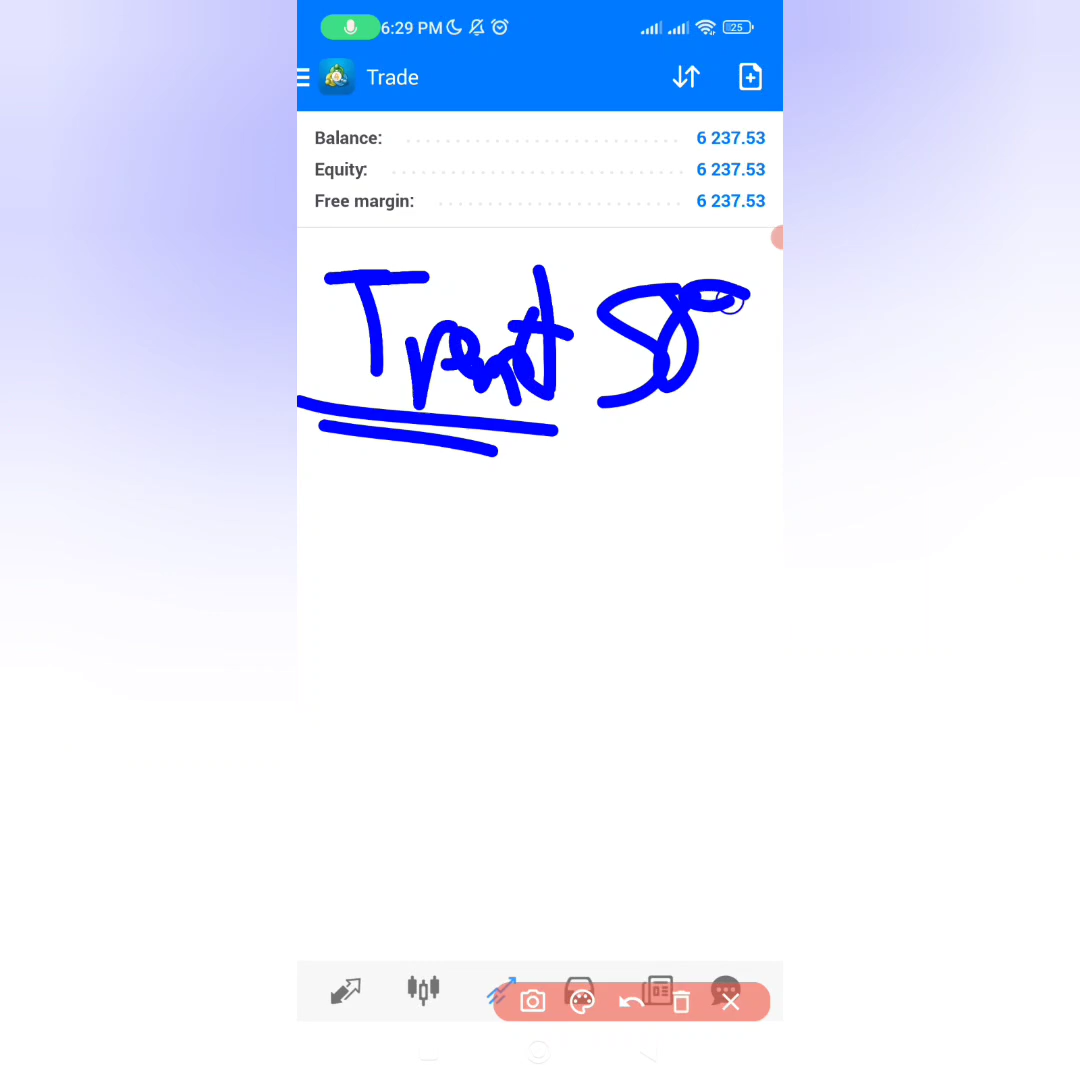 6:29 PM 25
Trade
Balance: 6 237.53
Equity: 6 237.53
Free margin: 6 237.53
Trend